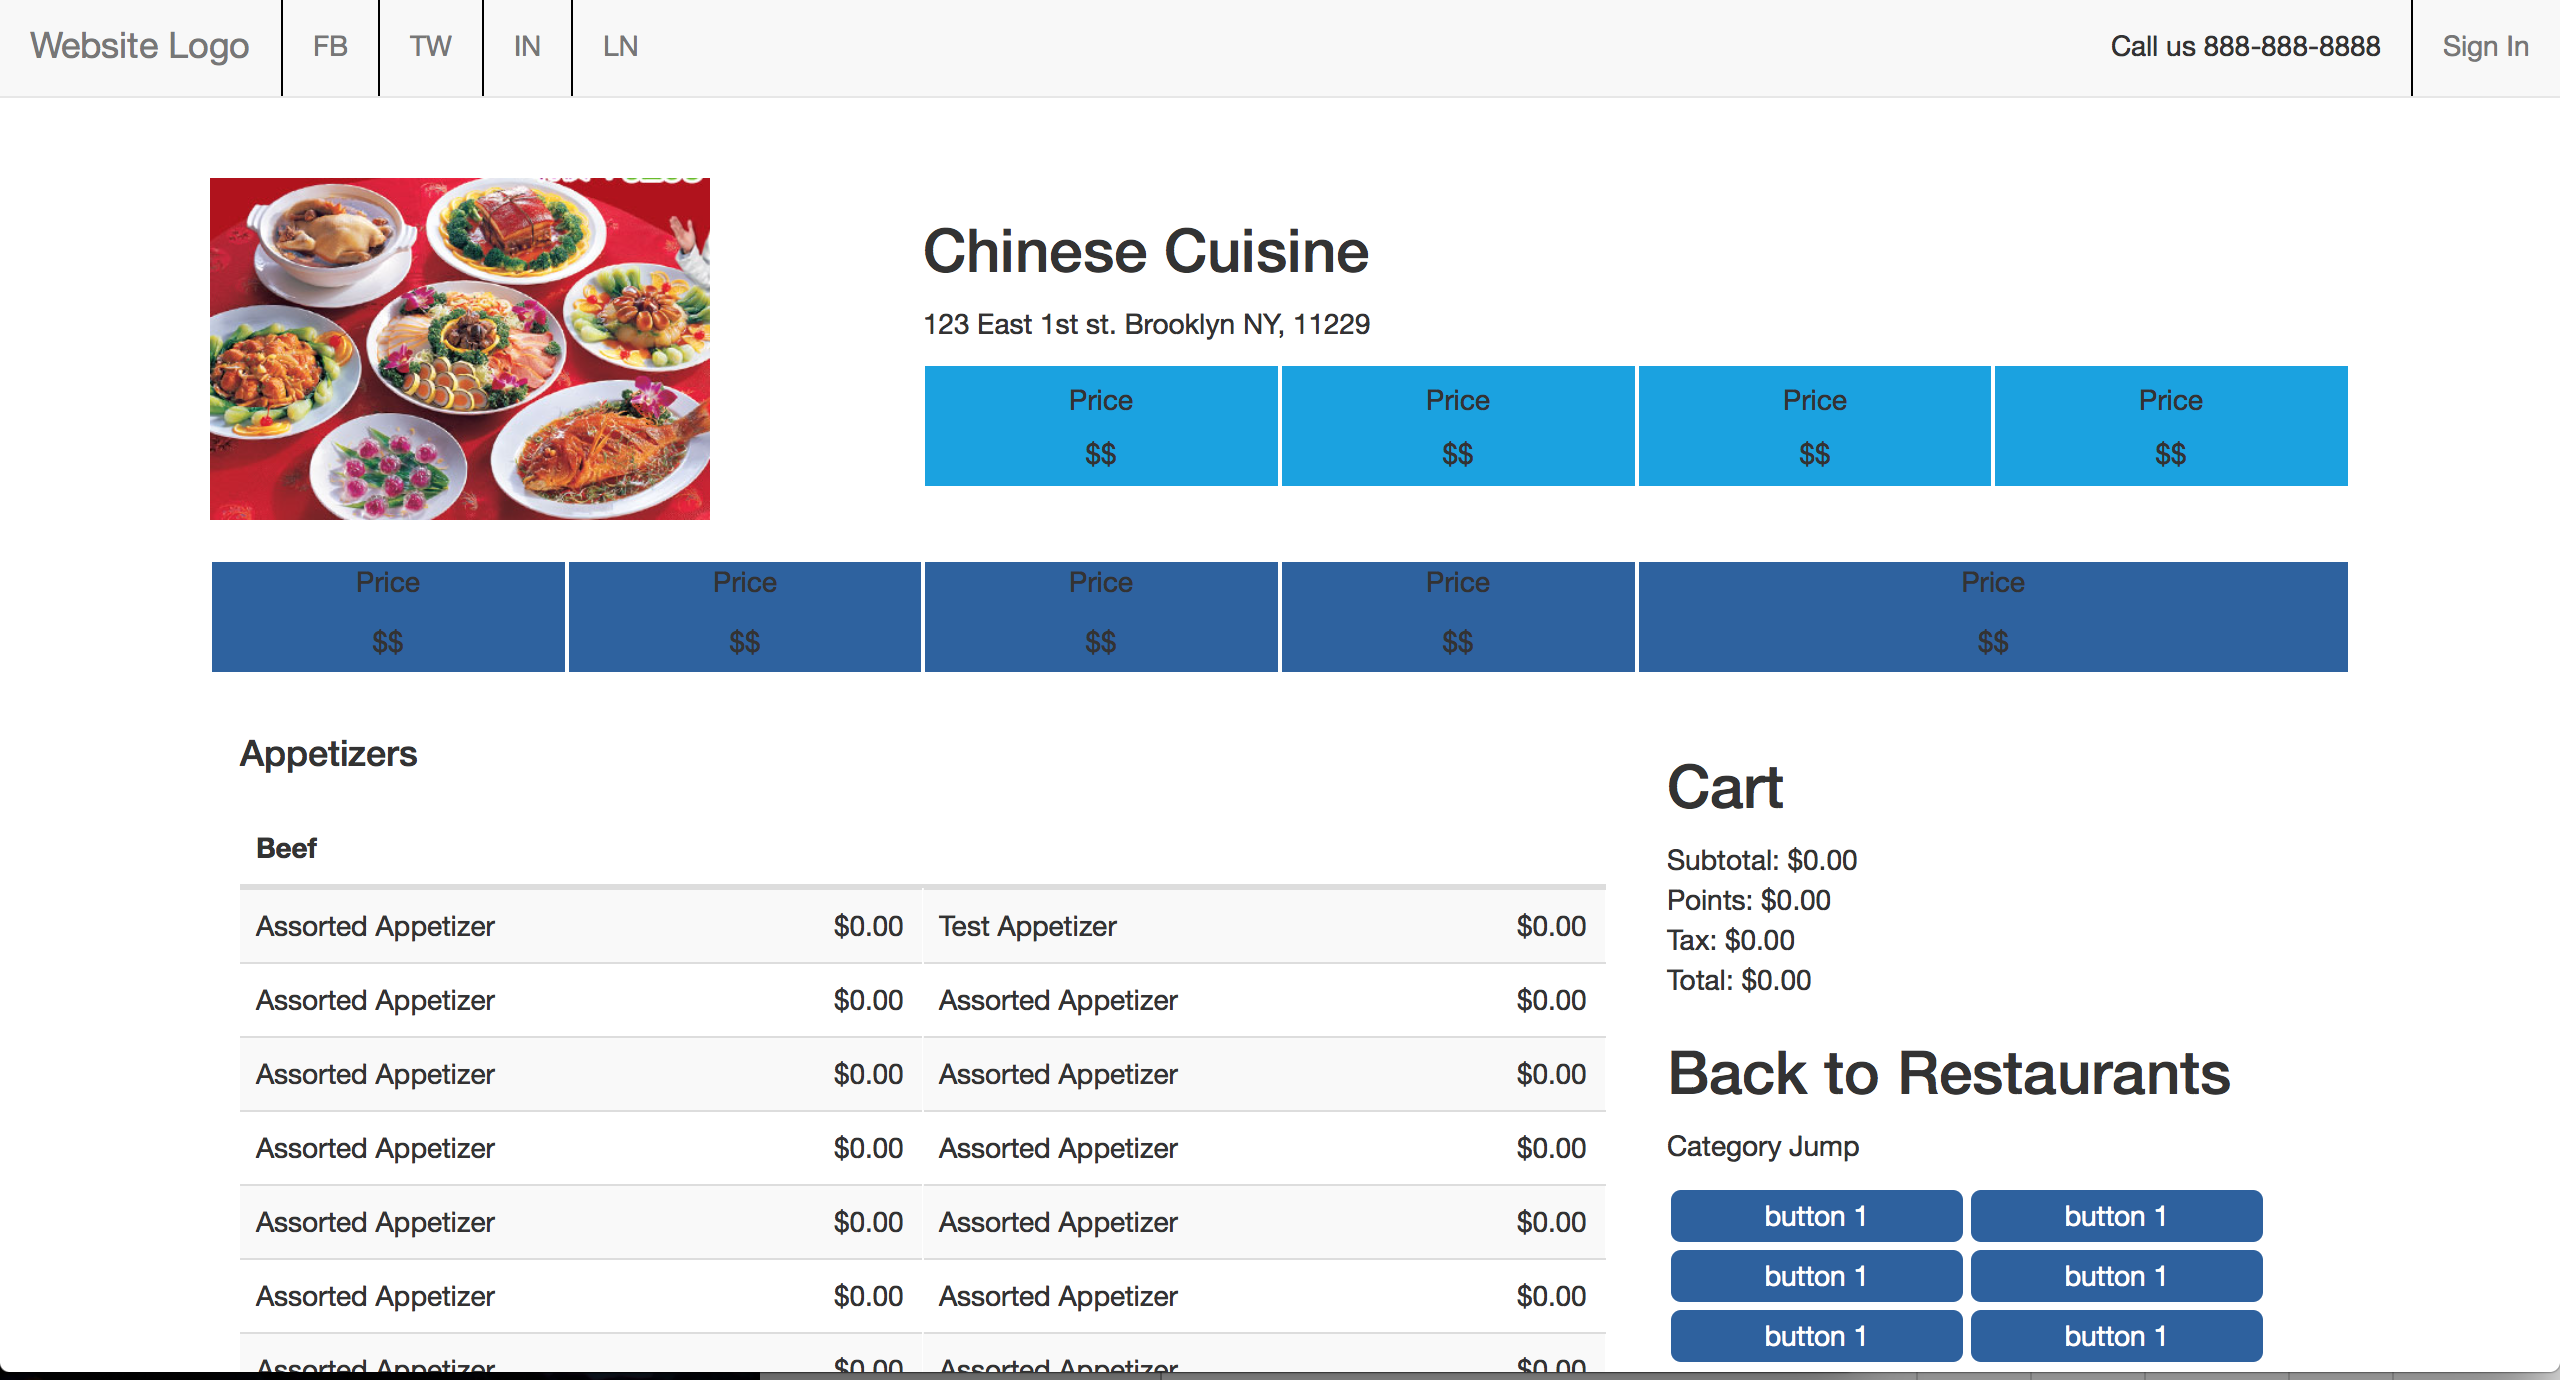 Website Logo FB TW IN LN Call us 888-888-8888 Sign In
Chinese Cuisine
123 East 1st st. Brooklyn NY, 11229
Price Price Price Price
$$ $$ $$ $$
Price Price Price Price Price
$$ $$ $$ $$ $$
Appetizers
Beef
Assorted Appetizer $0.00 Test Appetizer $0.00
Assorted Appetizer $0.00 Assorted Appetizer $0.00
Assorted Appetizer $0.00 Assorted Appetizer $0.00
Assorted Appetizer $0.00 Assorted Appetizer $0.00
Assorted Appetizer $0.00 Assorted Appetizer $0.00
Assorted Appetizer $0.00 Assorted Appetizer $0.00
Assorted Appetizer $0.00 Assorted Appetizer $0.00
Cart
Subtotal: $0.00
Points: $0.00
Tax: $0.00
Total: $0.00
Back to Restaurants
Category Jump
button 1 button 1
button 1 button 1
button 1 button 1